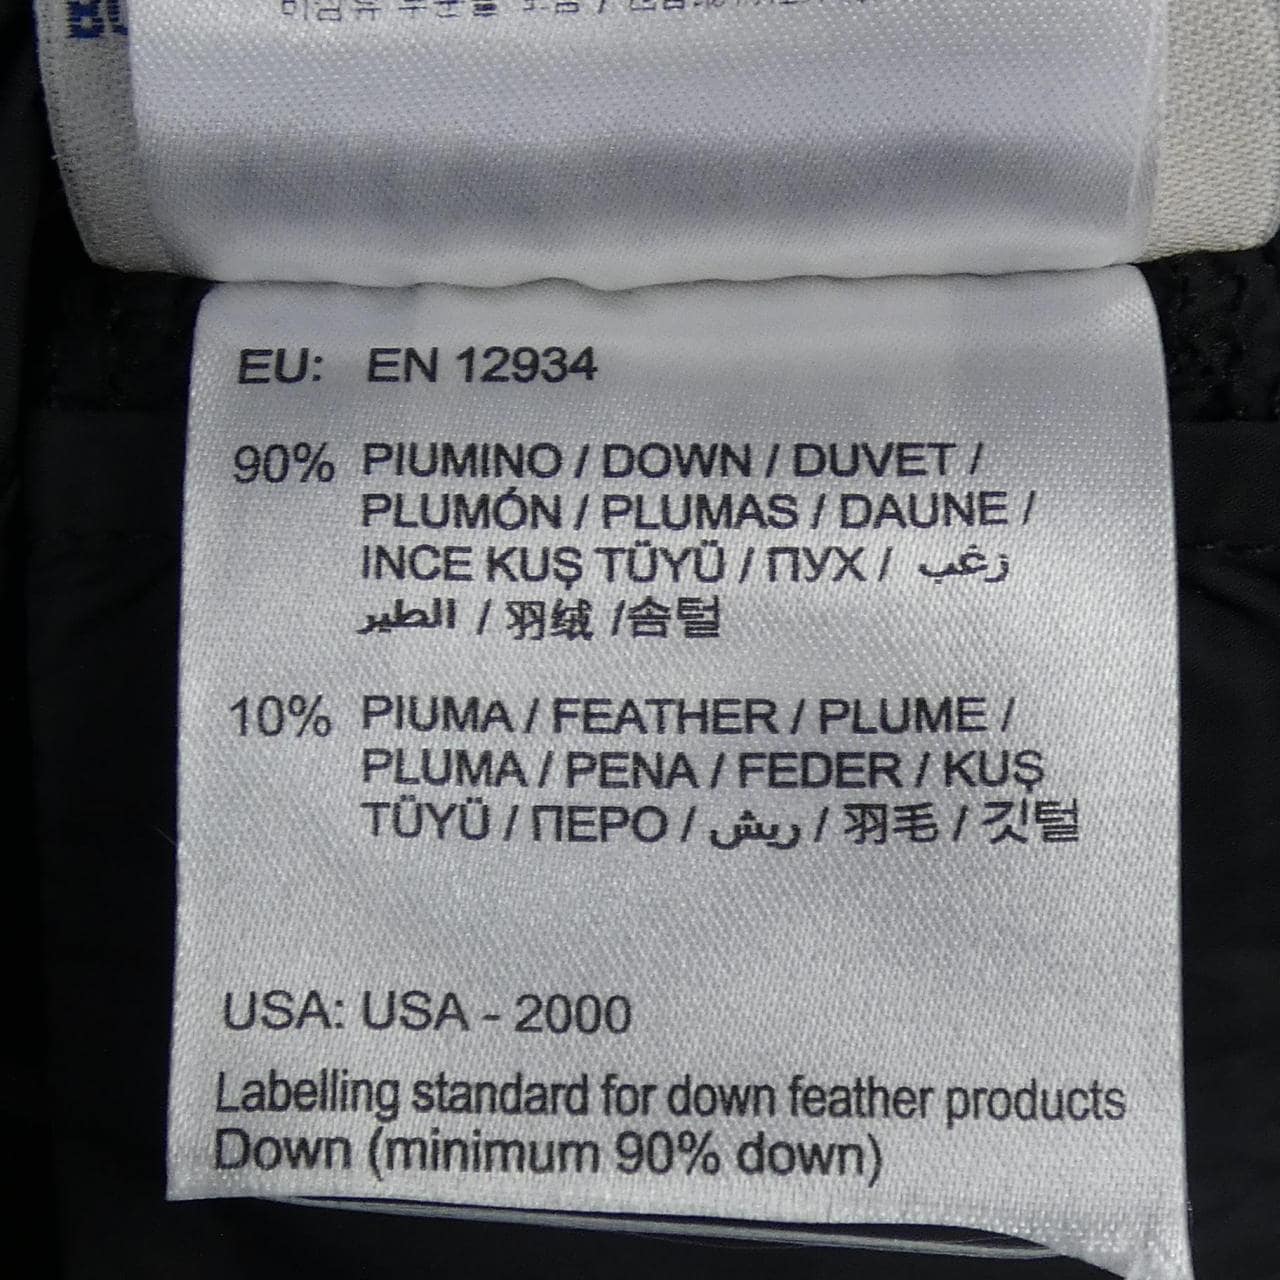 EU: EN 12934
90% PIUMINO / DOWN / DUVET /
PLUMÓN / PLUMAS / DAUNE /
INCE KUŞ TÜYÜ / ПУХ / زغب
الطير / 羽绒 /솜털
10% PIUMA / FEATHER / PLUME /
PLUMA / PENA / FEDER / KUŞ
TÜYÜ / ПЕРО / ريش / 羽毛 / 깃털
USA: USA - 2000
Labelling standard for down feather products
Down (minimum 90% down)